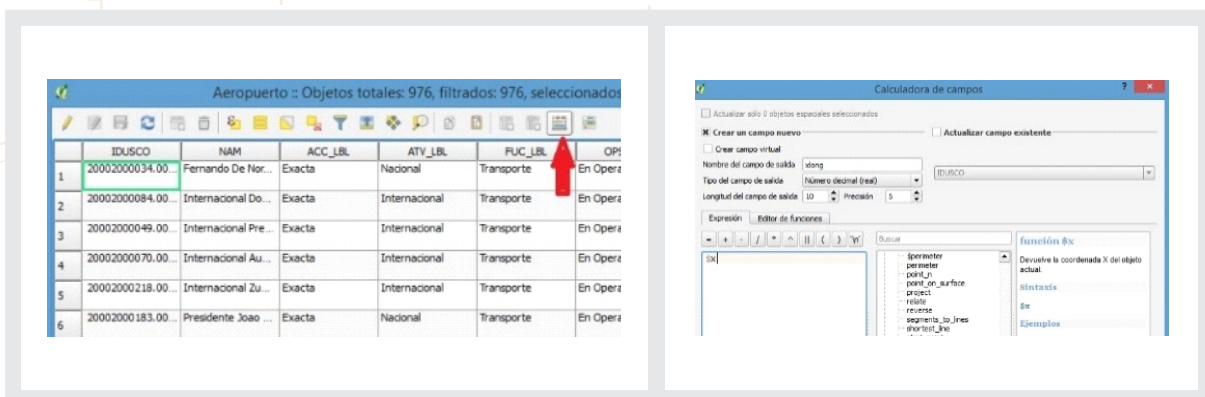 Aeropuerto :: Objetos totales: 976, filtrados: 976, seleccionados
IDUSCO NAM ACC_LBL ATV_LBL FUC_LBL OPS
1 20002000034.00... Fernando De Nor... Exacta Nacional Transporte En Opera
2 20002000084.00... Internacional Do... Exacta Internacional Transporte En Opera
3 20002000049.00... Internacional Pre... Exacta Internacional Transporte En Opera
4 20002000070.00... Internacional Au... Exacta Internacional Transporte En Opera
5 20002000218.00... Internacional Zu... Exacta Internacional Transporte En Opera
6 20002000183.00... Presidente Joao ... Exacta Nacional Transporte En Opera
Calculadora de campos
Actualizar sólo 0 objetos espaciales seleccionados
Crear un campo nuevo
Actualizar campo existente
Crear campo virtual
Nombre del campo de salida xlong
IDUSCO
Tipo del campo de salida Número decimal (real)
Longitud del campo de salida 10 Precisión 5
Expresión Editor de funciones
= + - / * ^ || ( ) '\n'
Buscar
función $x
$x
$perimeter
perimeter
point_n
point_on_surface
project
relate
reverse
segments_to_lines
shortest_line
Devuelve la coordenada X del objeto
actual.
Sintaxis
$x
Ejemplos